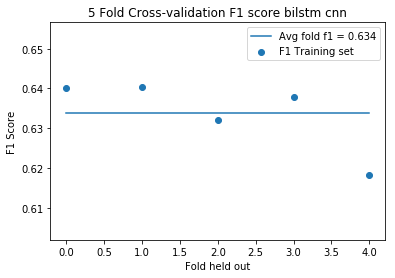 5 Fold Cross-validation F1 score bilstm cnn
Avg fold f1 = 0.634
F1 Training set
0.65
0.64
0.63
0.62
0.61
F1 Score
0.0 0.5 1.0 1.5 2.0 2.5 3.0 3.5 4.0
Fold held out